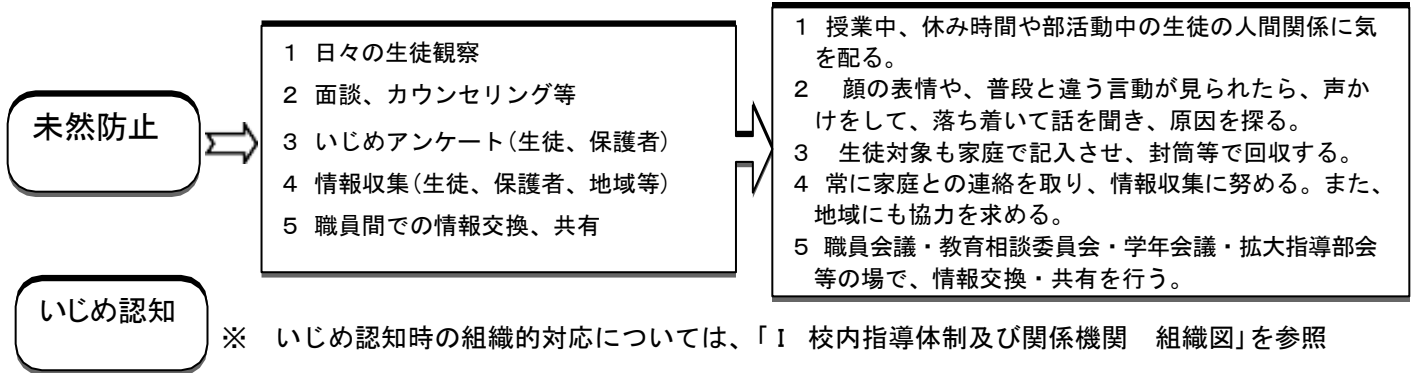 未然防止
１ 日々の生徒観察
２ 面談、カウンセリング等
３ いじめアンケート(生徒、保護者)
４ 情報収集(生徒、保護者、地域等)
５ 職員間での情報交換、共有
１ 授業中、休み時間や部活動中の生徒の人間関係に気
を配る。
２ 顔の表情や、普段と違う言動が見られたら、声か
けをして、落ち着いて話を聞き、原因を探る。
３ 生徒対象も家庭で記入させ、封筒等で回収する。
４ 常に家庭との連絡を取り、情報収集に努める。また、
地域にも協力を求める。
５ 職員会議・教育相談委員会・学年会議・拡大指導部会
等の場で、情報交換・共有を行う。
いじめ認知
※ いじめ認知時の組織的対応については、「Ⅰ 校内指導体制及び関係機関 組織図」を参照